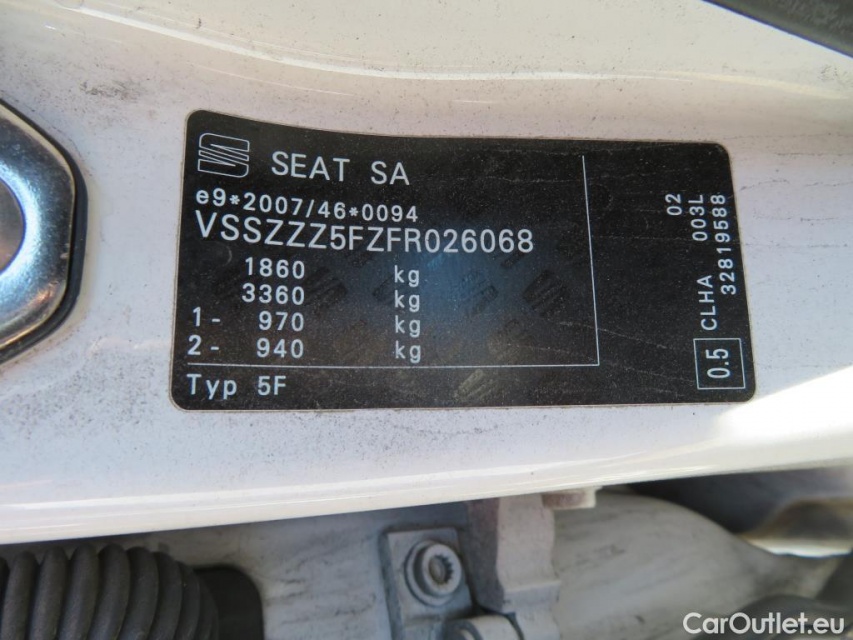 SEAT SA
e9*2007/46*0094
VSSZZZ5FZFR026068
1860 kg
3360 kg
1- 970 kg
2- 940 kg
Typ 5F
02
003L
CLHA
32819588
0.5
CarOutlet.eu